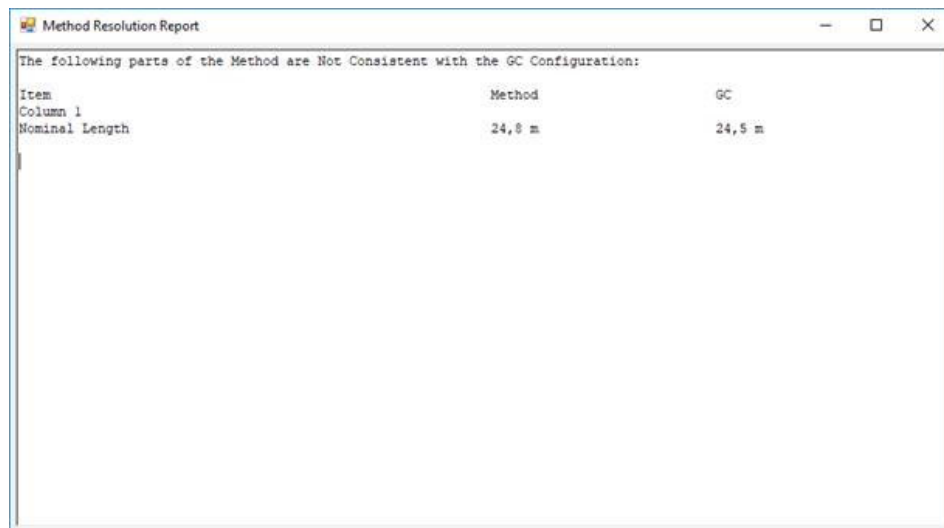 Method Resolution Report
The following parts of the Method are Not Consistent with the GC Configuration:
Item Method GC
Column 1
Nominal Length 24,8 m 24,5 m